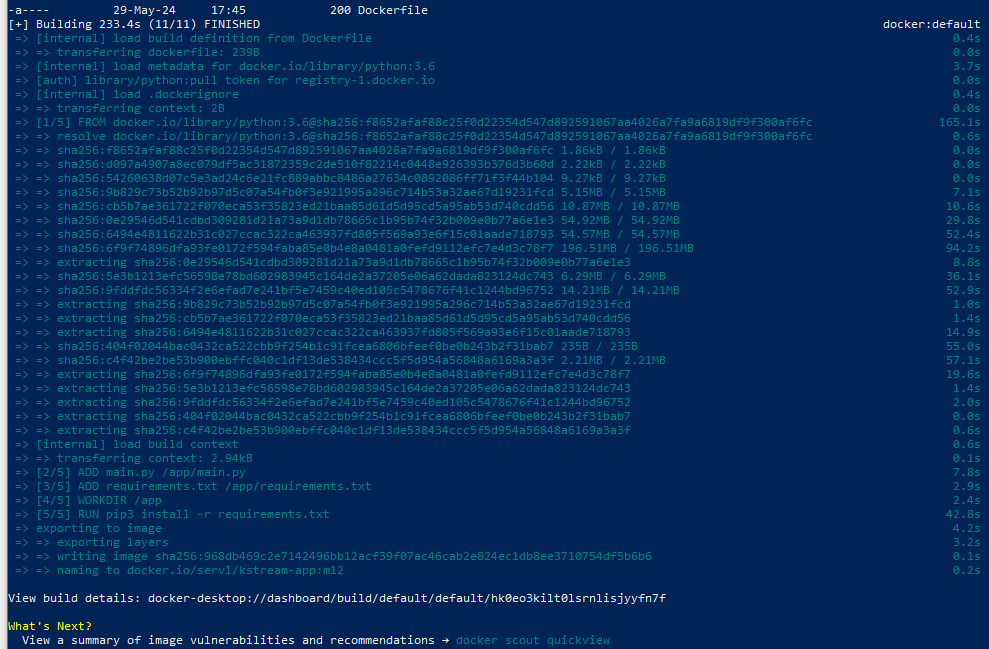 -a---- 29-May-24 17:45 200 Dockerfile
[+] Building 233.4s (11/11) FINISHED docker:default
=> [internal] load build definition from Dockerfile 0.4s
=> => transferring dockerfile: 239B 0.0s
=> [internal] load metadata for docker.io/library/python:3.6 3.7s
=> [auth] library/python:pull token for registry-1.docker.io 0.0s
=> [internal] load .dockerignore 0.4s
=> => transferring context: 2B 0.0s
=> [1/5] FROM docker.io/library/python:3.6@sha256:f8652afaf88c25f0d22354d547d892591067aa4026a7fa9a6819df9f300af6fc 165.1s
=> => resolve docker.io/library/python:3.6@sha256:f8652afaf88c25f0d22354d547d892591067aa4026a7fa9a6819df9f300af6fc 0.6s
=> => sha256:f8652afaf88c25f0d22354d547d892591067aa4026a7fa9a6819df9f300af6fc 1.86kB / 1.86kB 0.0s
=> => sha256:d097a4907a8ec079df5ac31872359c2de510f82214c0448e926393b376d3b60d 2.22kB / 2.22kB 0.0s
=> => sha256:54260638d07c5e3ad24c6e21fc889abbc8486a27634c0892086ff71f3f44b104 9.27kB / 9.27kB 0.0s
=> => sha256:9b829c73b52b92b97d5c07a54fb0f3e921995a296c714b53a32ae67d19231fcd 5.15MB / 5.15MB 7.1s
=> => sha256:cb5b7ae361722f070eca53f35823ed21baa85d61d5d95cd5a95ab53d740cdd56 10.87MB / 10.87MB 10.6s
=> => sha256:0e29546d541cdbd309281d21a73a9d1db78665c1b95b74f32b009e0b77a6e1e3 54.92MB / 54.92MB 29.8s
=> => sha256:6494e4811622b31c027ccac322ca463937fd805f569a93e6f15c01aade718793 54.57MB / 54.57MB 52.4s
=> => sha256:6f9f74896dfa93fe0172f594faba85e0b4e8a0481a0fefd9112efc7e4d3c78f7 196.51MB / 196.51MB 94.2s
=> => extracting sha256:0e29546d541cdbd309281d21a73a9d1db78665c1b95b74f32b009e0b77a6e1e3 8.8s
=> => sha256:5e3b1213efc56598e78bd602983945c164de2a37205e06a62dada823124dc743 6.29MB / 6.29MB 36.1s
=> => sha256:9fddfdc56334f2e6efad7e241bf5e7459c40ed105c5478676f41c1244bd96752 14.21MB / 14.21MB 52.9s
=> => extracting sha256:9b829c73b52b92b97d5c07a54fb0f3e921995a296c714b53a32ae67d19231fcd 1.0s
=> => extracting sha256:cb5b7ae361722f070eca53f35823ed21baa85d61d5d95cd5a95ab53d740cdd56 1.4s
=> => extracting sha256:6494e4811622b31c027ccac322ca463937fd805f569a93e6f15c01aade718793 14.9s
=> => sha256:404f02044bac0432ca522cbb9f254b1c91fcea6806bfeef0be0b243b2f31bab7 235B / 235B 55.0s
=> => sha256:c4f42be2be53b900ebffc040c1df13de538434ccc5f5d954a56848a6169a3a3f 2.21MB / 2.21MB 57.1s
=> => extracting sha256:6f9f74896dfa93fe0172f594faba85e0b4e8a0481a0fefd9112efc7e4d3c78f7 19.6s
=> => extracting sha256:5e3b1213efc56598e78bd602983945c164de2a37205e06a62dada823124dc743 1.4s
=> => extracting sha256:9fddfdc56334f2e6efad7e241bf5e7459c40ed105c5478676f41c1244bd96752 2.0s
=> => extracting sha256:404f02044bac0432ca522cbb9f254b1c91fcea6806bfeef0be0b243b2f31bab7 0.0s
=> => extracting sha256:c4f42be2be53b900ebffc040c1df13de538434ccc5f5d954a56848a6169a3a3f 0.6s
=> [internal] load build context 0.6s
=> => transferring context: 2.94kB 0.1s
=> [2/5] ADD main.py /app/main.py 7.8s
=> [3/5] ADD requirements.txt /app/requirements.txt 2.9s
=> [4/5] WORKDIR /app 2.4s
=> [5/5] RUN pip3 install -r requirements.txt 42.8s
=> exporting to image 4.2s
=> => exporting layers 3.2s
=> => writing image sha256:968db469c2e7142496bb12acf39f07ac46cab2e824ec1db8ee3710754df5b6b6 0.1s
=> => naming to docker.io/servl/kstream-app:m12 0.2s
View build details: docker-desktop://dashboard/build/default/default/hk0eo3kilt0lsrnlisjyyfn7f
What's Next?
View a summary of image vulnerabilities and recommendations → docker scout quickview